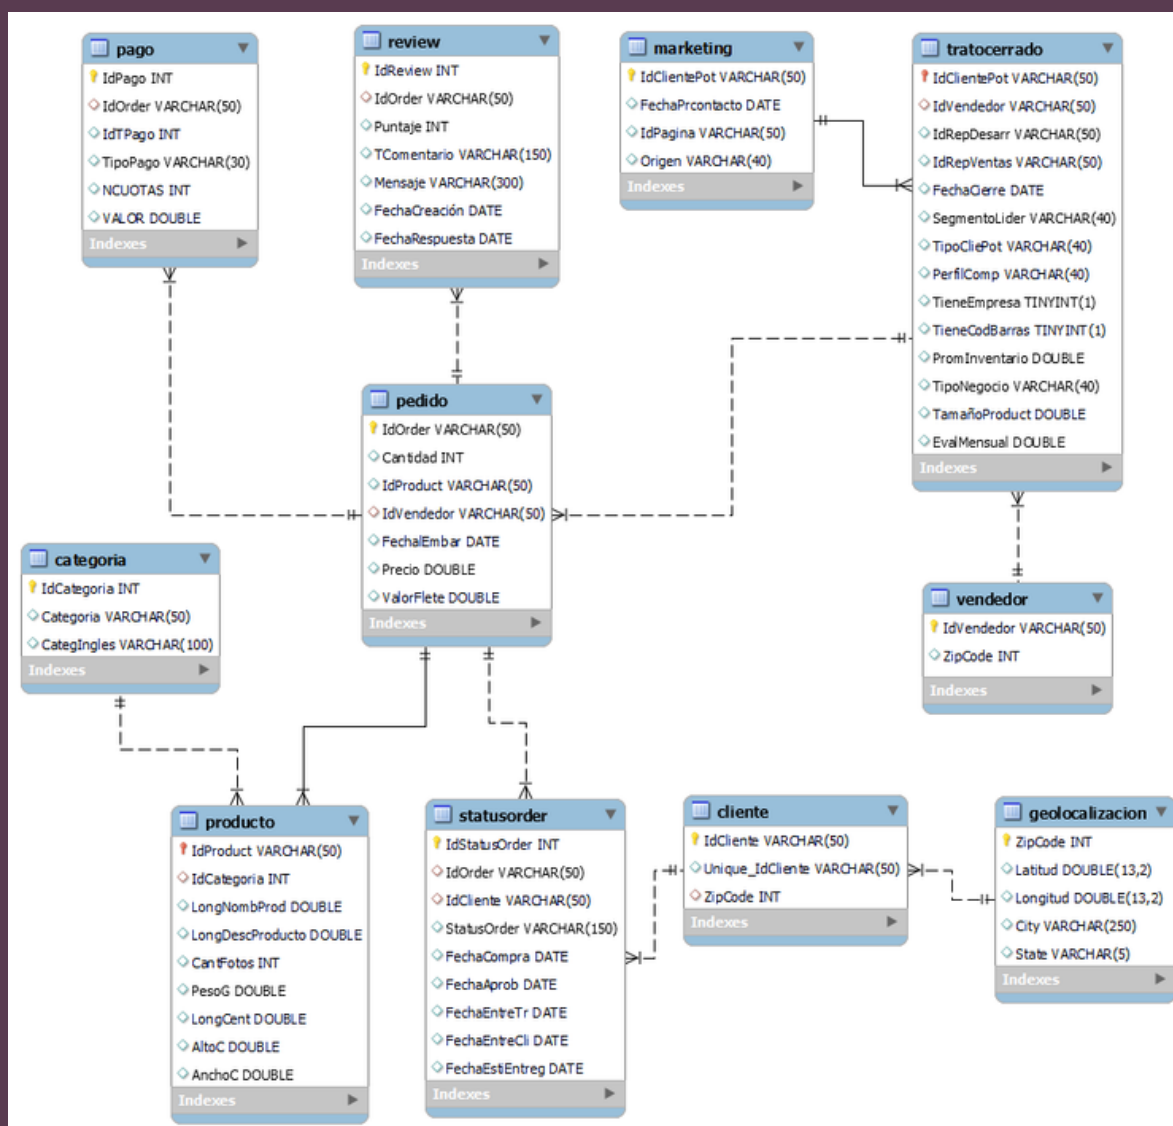 pago
IdPago INT
IdOrder VARCHAR(50)
IdTPago INT
TipoPago VARCHAR(30)
NCUOTAS INT
VALOR DOUBLE
Indexes
review
IdReview INT
IdOrder VARCHAR(50)
Puntaje INT
TComentario VARCHAR(150)
Mensaje VARCHAR(300)
FechaCreación DATE
FechaRespuesta DATE
Indexes
marketing
IdClientePot VARCHAR(50)
FechaPrcontacto DATE
IdPagina VARCHAR(50)
Origen VARCHAR(40)
Indexes
tratocerrado
IdClientePot VARCHAR(50)
IdVendedor VARCHAR(50)
IdRepDesarr VARCHAR(50)
IdRepVentas VARCHAR(50)
FechaCierre DATE
SegmentoLider VARCHAR(40)
TipoCliePot VARCHAR(40)
PerfilComp VARCHAR(40)
TieneEmpresa TINYINT(1)
TieneCodBarras TINYINT(1)
PromInventario DOUBLE
TipoNegocio VARCHAR(40)
TamañoProduct DOUBLE
EvalMensual DOUBLE
Indexes
pedido
IdOrder VARCHAR(50)
Cantidad INT
IdProduct VARCHAR(50)
IdVendedor VARCHAR(50)
FechalEmbar DATE
Precio DOUBLE
ValorFlete DOUBLE
Indexes
categoria
IdCategoria INT
Categoria VARCHAR(50)
CategIngles VARCHAR(100)
Indexes
vendedor
IdVendedor VARCHAR(50)
ZipCode INT
Indexes
producto
IdProduct VARCHAR(50)
IdCategoria INT
LongNombProd DOUBLE
LongDescProducto DOUBLE
CantFotos INT
PesoG DOUBLE
LongCent DOUBLE
AltoC DOUBLE
AnchoC DOUBLE
Indexes
statusorder
IdStatusOrder INT
IdOrder VARCHAR(50)
IdCliente VARCHAR(50)
StatusOrder VARCHAR(150)
FechaCompra DATE
FechaAprob DATE
FechaEntreTr DATE
FechaEntreCli DATE
FechaEstiEntreg DATE
Indexes
cliente
IdCliente VARCHAR(50)
Unique_IdCliente VARCHAR(50)
ZipCode INT
Indexes
geolocalizacion
ZipCode INT
Latitud DOUBLE(13,2)
Longitud DOUBLE(13,2)
City VARCHAR(250)
State VARCHAR(5)
Indexes